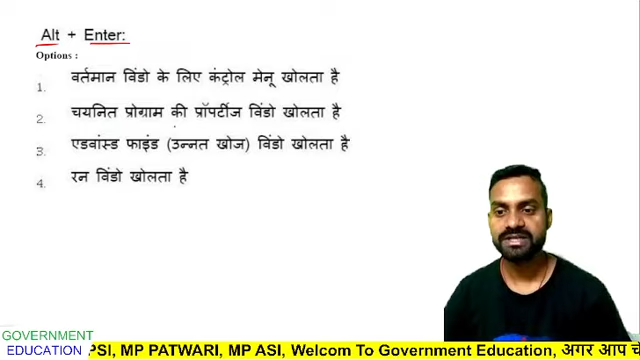 Alt + Enter:
Options :
1. वर्तमान विंडो के लिए कंट्रोल मेनू खोलता है
2. चयनित प्रोग्राम की प्रॉपर्टीज विंडो खोलता है
3. एडवांस्ड फाइंड (उन्नत खोज) विंडो खोलता है
4. रन विंडो खोलता है
GOVERNMENT
EDUCATION
PSI, MP PATWARI, MP ASI, Welcom To Government Education, अगर आप